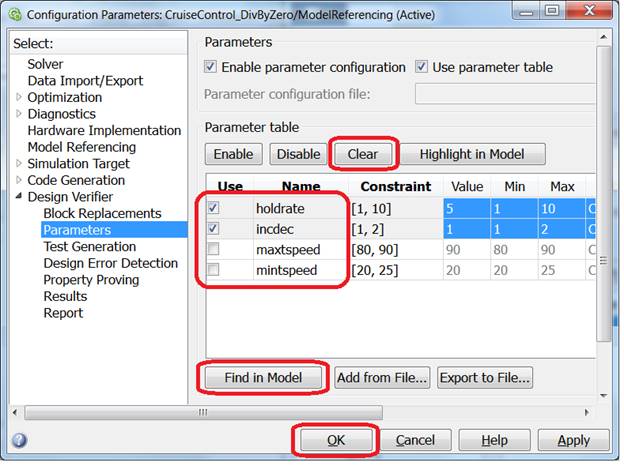 Configuration Parameters: CruiseControl_DivByZero/ModelReferencing (Active)
Select:
Solver
Data Import/Export
Optimization
Diagnostics
Hardware Implementation
Model Referencing
Simulation Target
Code Generation
Design Verifier
Block Replacements
Parameters
Test Generation
Design Error Detection
Property Proving
Results
Report
Parameters
Enable parameter configuration Use parameter table
Parameter configuration file:
Parameter table
Enable Disable Clear Highlight in Model
Use Name Constraint Value Min Max
holdrate [1, 10] 5 1 10 C
incdec [1, 2] 1 1 2 C
maxtspeed [80, 90] 90 80 90 C
mintspeed [20, 25] 20 20 25 C
Find in Model Add from File... Export to File...
OK Cancel Help Apply